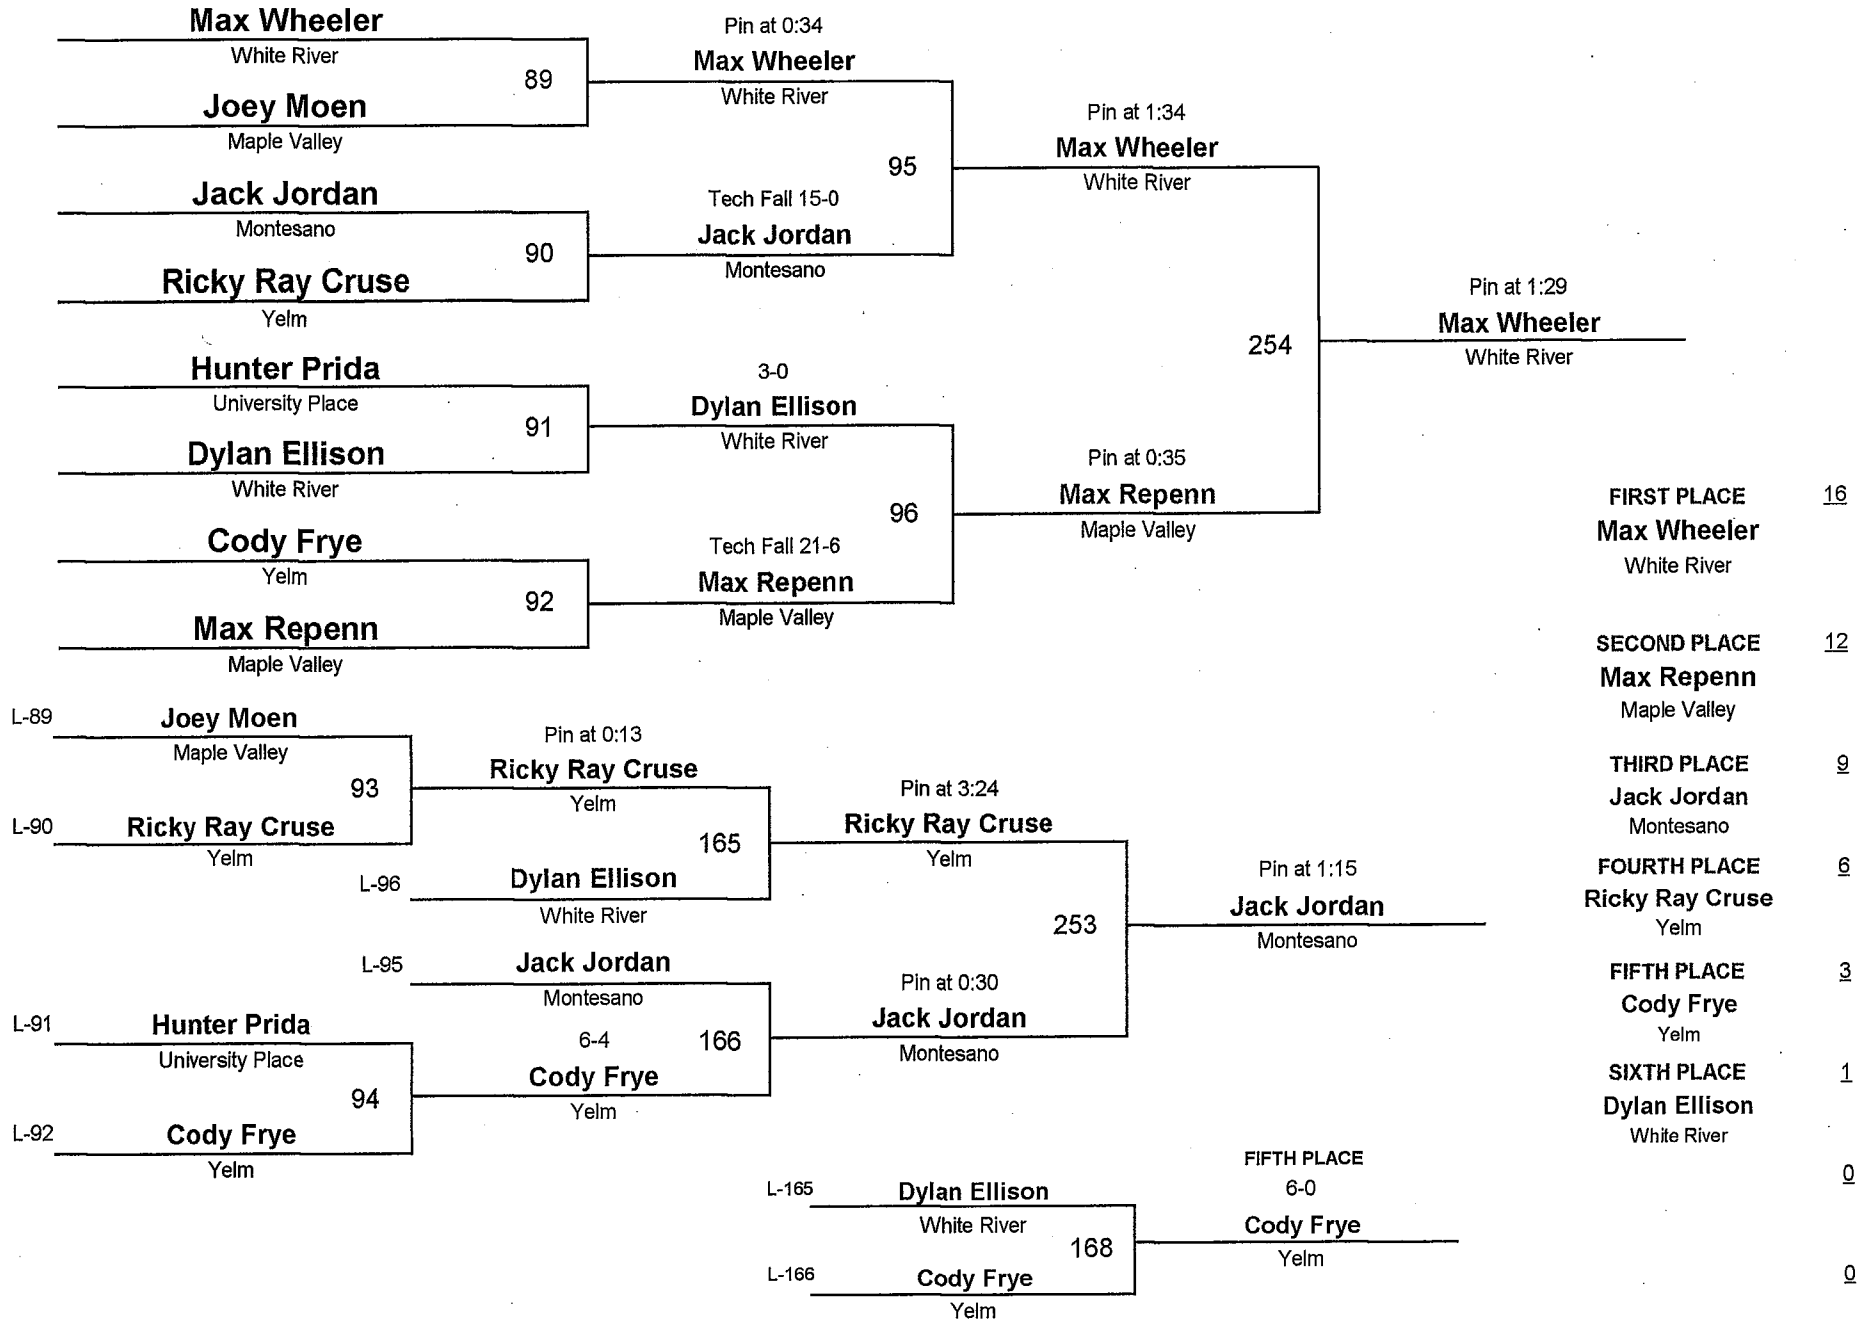 Max Wheeler
White River
89
Joey Moen
Maple Valley
Jack Jordan
Montesano
90
Ricky Ray Cruse
Yelm
Hunter Prida
University Place
91
Dylan Ellison
White River
Cody Frye
Yelm
92
Max Repenn
Maple Valley
Pin at 0:34
Max Wheeler
White River
95
Tech Fall 15-0
Jack Jordan
Montesano
3-0
Dylan Ellison
White River
96
Tech Fall 21-6
Max Repenn
Maple Valley
Pin at 1:34
Max Wheeler
White River
254
Pin at 0:35
Max Repenn
Maple Valley
Pin at 1:29
Max Wheeler
White River
L-89
Joey Moen
Maple Valley
93
L-90
Ricky Ray Cruse
Yelm
Pin at 0:13
Ricky Ray Cruse
Yelm
165
L-96
Dylan Ellison
White River
L-95
Jack Jordan
Montesano
166
L-91
Hunter Prida
University Place
94
L-92
Cody Frye
Yelm
6-4
Cody Frye
Yelm
Pin at 3:24
Ricky Ray Cruse
Yelm
253
Pin at 0:30
Jack Jordan
Montesano
Pin at 1:15
Jack Jordan
Montesano
L-165
Dylan Ellison
White River
168
L-166
Cody Frye
Yelm
FIFTH PLACE
6-0
Cody Frye
Yelm
FIRST PLACE 16
Max Wheeler
White River
SECOND PLACE 12
Max Repenn
Maple Valley
THIRD PLACE 9
Jack Jordan
Montesano
FOURTH PLACE 6
Ricky Ray Cruse
Yelm
FIFTH PLACE 3
Cody Frye
Yelm
SIXTH PLACE 1
Dylan Ellison
White River
0
0